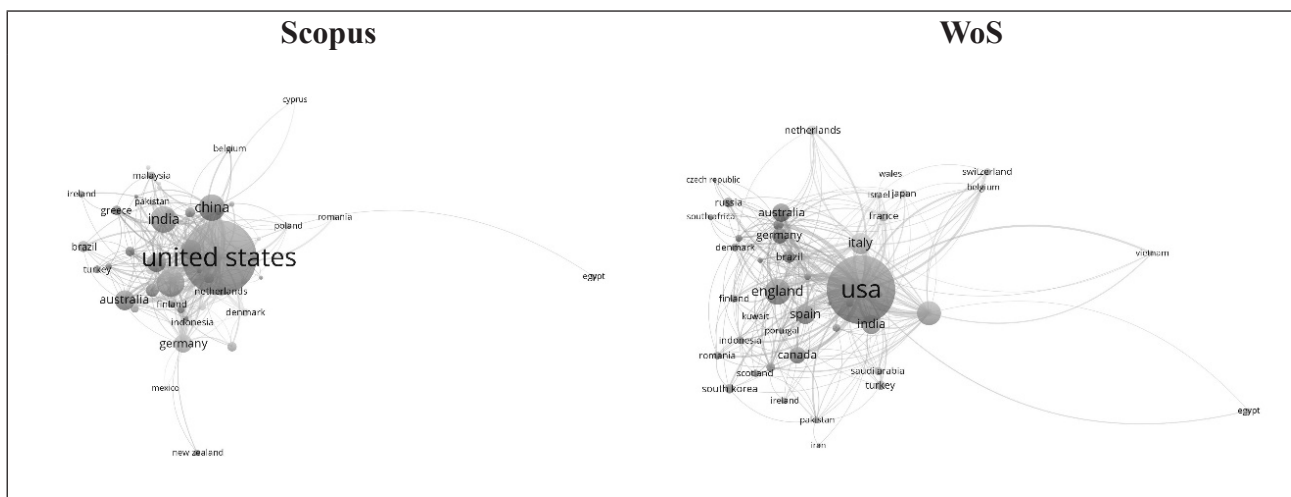 Scopus
cyprus
belgium
malaysia
ireland
pakistan
greece
india
china
romania
poland
brazil
united states
turkey
egypt
australia
finland
netherlands
indonesia
denmark
germany
mexico
new zealand
WoS
netherlands
wales
switzerland
czech republic
israel
japan
belgium
russia
australia
south africa
france
germany
denmark
italy
brazil
vietnam
england
usa
finland
kuwait
spain
india
portugal
indonesia
romania
canada
scotland
saudi arabia
south korea
turkey
ireland
egypt
pakistan
iran